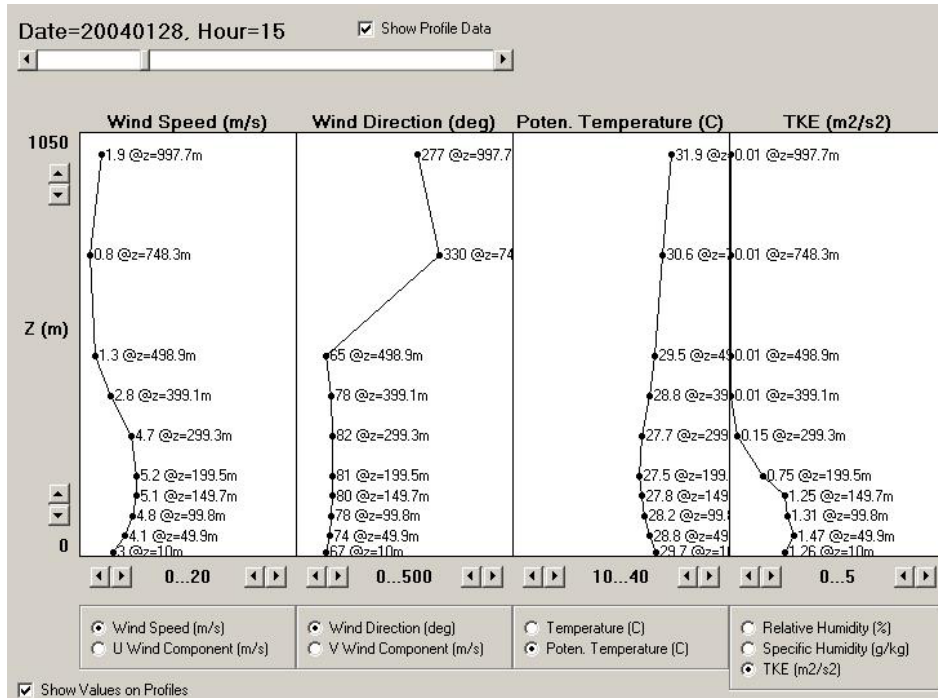 Date=20040128, Hour=15
Show Profile Data
Wind Speed (m/s) Wind Direction (deg) Poten. Temperature (C) TKE (m2/s2)
1050
1.9 @z=997.7m 277 @z=997.7 31.9 @z 0.01 @z=997.7m
0.8 @z=748.3m 330 @z=74 30.6 @z= 0.01 @z=748.3m
Z (m)
1.3 @z=498.9m 65 @z=498.9m 29.5 @z=49 0.01 @z=498.9m
2.8 @z=399.1m 78 @z=399.1m 28.8 @z=39 0.01 @z=399.1m
4.7 @z=299.3m 82 @z=299.3m 27.7 @z=299 0.15 @z=299.3m
5.2 @z=199.5m 81 @z=199.5m 27.5 @z=199. 0.75 @z=199.5m
5.1 @z=149.7m 80 @z=149.7m 27.8 @z=149 1.25 @z=149.7m
4.8 @z=99.8m 78 @z=99.8m 28.2 @z=99. 1.31 @z=99.8m
4.1 @z=49.9m 74 @z=49.9m 28.8 @z=49 1.47 @z=49.9m
0 3 @z=10m 67 @z=10m 29.7 @z=1 1.26 @z=10m
0...20 0...500 10...40 0...5
Wind Speed (m/s) Wind Direction (deg) Temperature (C) Relative Humidity (%)
U Wind Component (m/s) V Wind Component (m/s) Poten. Temperature (C) Specific Humidity (g/kg)
TKE (m2/s2)
Show Values on Profiles